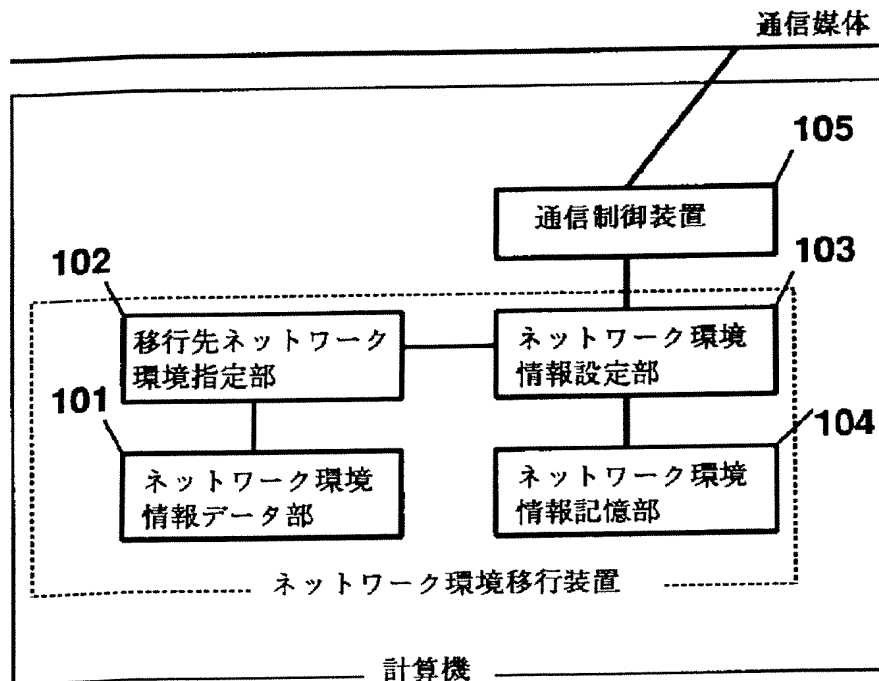 通信媒体
105
通信制御装置
102
103
移行先ネットワーク
環境指定部
ネットワーク環境
情報設定部
101
104
ネットワーク環境
情報データ部
ネットワーク環境
情報記憶部
ネットワーク環境移行装置
計算機